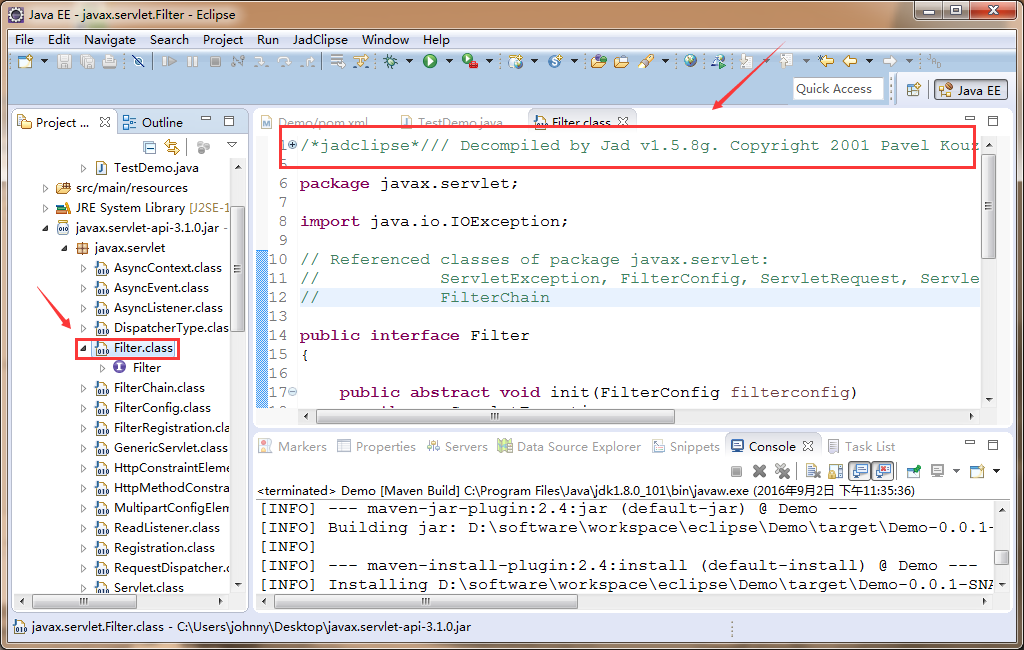 Java EE - javax.servlet.Filter - Eclipse
File Edit Navigate Search Project Run JadClipse Window Help
Quick Access
Java EE
Project ...
Outline
TestDemo.java
src/main/resources
JRE System Library [J2SE-1
javax.servlet-api-3.1.0.jar -
javax.servlet
AsyncContext.class
AsyncEvent.class
AsyncListener.class
DispatcherType.clas
Filter.class
Filter
FilterChain.class
FilterConfig.class
FilterRegistration.cla
GenericServlet.class
HttpConstraintEleme
HttpMethodConstra
MultipartConfigElem
ReadListener.class
Registration.class
RequestDispatcher.c
Servlet.class
Demo/pom.xml
TestDemo.java
Filter.class
1 /*jadclipse*/// Decompiled by Jad v1.5.8g. Copyright 2001 Pavel Kouz
6 package javax.servlet;
7
8 import java.io.IOException;
9
10 // Referenced classes of package javax.servlet:
11 // ServletException, FilterConfig, ServletRequest, Servle
12 // FilterChain
13
14 public interface Filter
15 {
16
17 public abstract void init(FilterConfig filterconfig)
Markers Properties Servers Data Source Explorer Snippets Console Task List
<terminated> Demo [Maven Build] C:\Program Files\Java\jdk1.8.0_101\bin\javaw.exe (2016年9月2日 下午11:35:36)
[INFO] --- maven-jar-plugin:2.4:jar (default-jar) @ Demo ---
[INFO] Building jar: D:\software\workspace\eclipse\Demo\target\Demo-0.0.1-
[INFO]
[INFO] --- maven-install-plugin:2.4:install (default-install) @ Demo ---
[INFO] Installing D:\software\workspace\eclipse\Demo\target\Demo-0.0.1-SNA
javax.servlet.Filter.class - C:\Users\johnny\Desktop\javax.servlet-api-3.1.0.jar